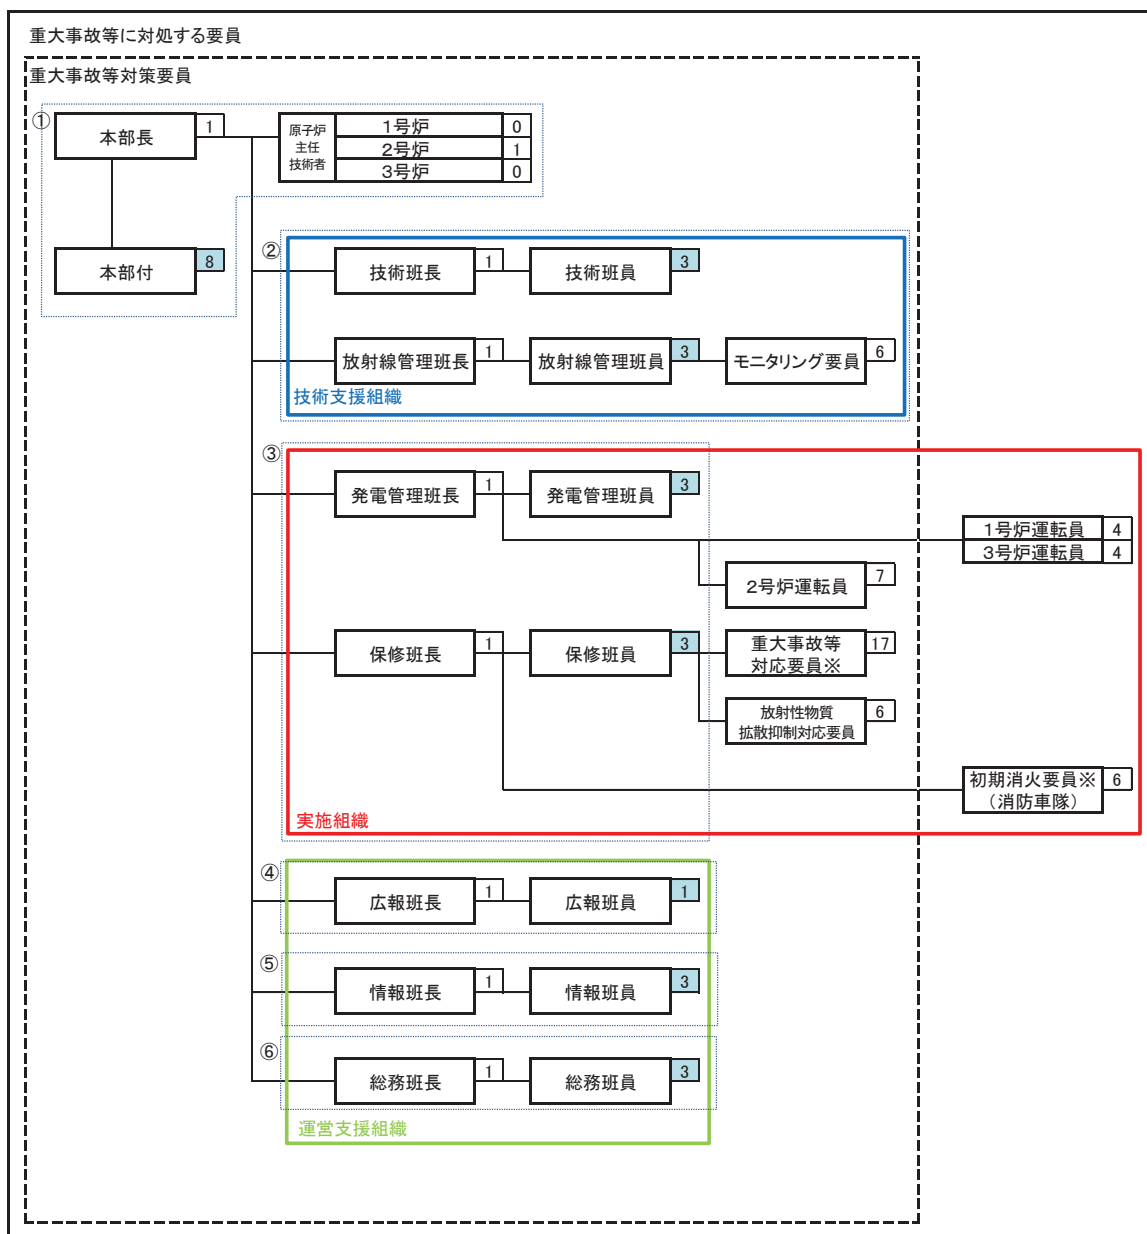 重大事故等に対処する要員
重大事故等対策要員
①
本部長
1
原子炉
主任
技術者
1号炉
0
2号炉
1
3号炉
0
本部付
8
②
技術班長
1
技術班員
3
放射線管理班長
1
放射線管理班員
3
モニタリング要員
6
技術支援組織
③
発電管理班長
1
発電管理班員
3
1号炉運転員
4
3号炉運転員
4
2号炉運転員
7
保修班長
1
保修班員
3
重大事故等
対応要員※
17
放射性物質
拡散抑制対応要員
6
初期消火要員※
（消防車隊）
6
実施組織
④
広報班長
1
広報班員
1
⑤
情報班長
1
情報班員
3
⑥
総務班長
1
総務班員
3
運営支援組織